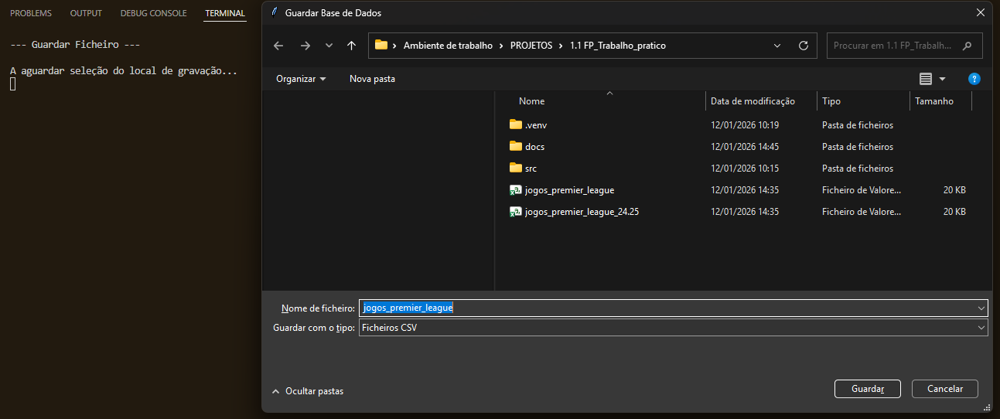 PROBLEMS OUTPUT DEBUG CONSOLE TERMINAL
--- Guardar Ficheiro ---
A aguardar seleção do local de gravação...
Guardar Base de Dados
Ambiente de trabalho PROJETOS 1.1 FP_Trabalho_pratico
Procurar em 1.1 FP_Trabalh...
Organizar Nova pasta
Nome Data de modificação Tipo Tamanho
.venv 12/01/2026 10:19 Pasta de ficheiros
docs 12/01/2026 14:45 Pasta de ficheiros
src 12/01/2026 10:15 Pasta de ficheiros
jogos_premier_league 12/01/2026 14:35 Ficheiro de Valore... 20 KB
jogos_premier_league_24.25 12/01/2026 14:35 Ficheiro de Valore... 20 KB
Nome de ficheiro: jogos_premier_league
Guardar com o tipo: Ficheiros CSV
Ocultar pastas
Guardar Cancelar